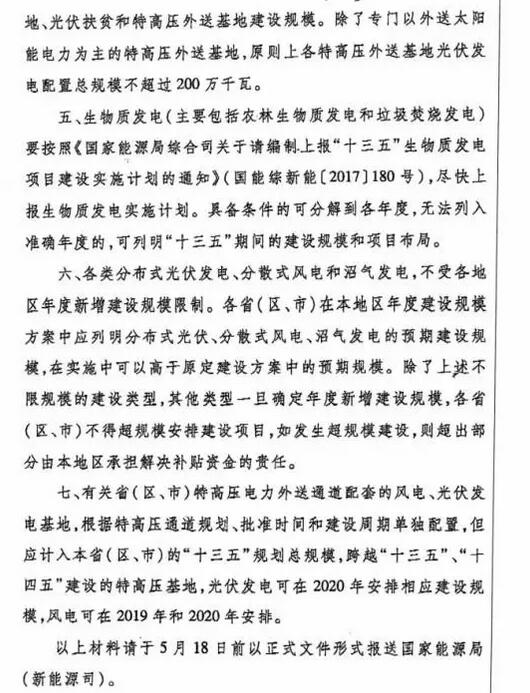 地、光伏扶贫和特高压外送基地建设规模。除了专门以外送太阳
能电力为主的特高压外送基地,原则上各特高压外送基地光伏发
电配置总规模不超过 200 万千瓦。
五、生物质发电(主要包括农林生物质发电和垃圾焚烧发电)
要按照《国家能源局综合司关于请编制上报“十三五”生物质发电
项目建设实施计划的通知》(国能综新能〔2017〕180 号),尽快上
报生物质发电实施计划。具备条件的可分解到各年度,无法列入
准确年度的,可列明“十三五”期间的建设规模和项目布局。
六、各类分布式光伏发电、分散式风电和沼气发电,不受各地
区年度新增建设规模限制。各省(区、市)在本地区年度建设规模
方案中应列明分布式光伏、分散式风电、沼气发电的预期建设规
模,在实施中可以高于原定建设方案中的预期规模。除了上述不
限规模的建设类型,其他类型一旦确定年度新增建设规模,各省
(区、市)不得超规模安排建设项目,如发生超规模建设,则超出部
分由本地区承担解决补贴资金的责任。
七、有关省(区、市)特高压电力外送通道配套的风电、光伏发
电基地,根据特高压通道规划、批准时间和建设周期单独配置,但
应计入本省(区、市)的“十三五”规划总规模,跨越“十三五”、“十
四五”建设的特高压基地,光伏发电可在 2020 年安排相应建设规
模,风电可在 2019 年和 2020 年安排。
以上材料请于 5 月 18 日前以正式文件形式报送国家能源局
(新能源司)。